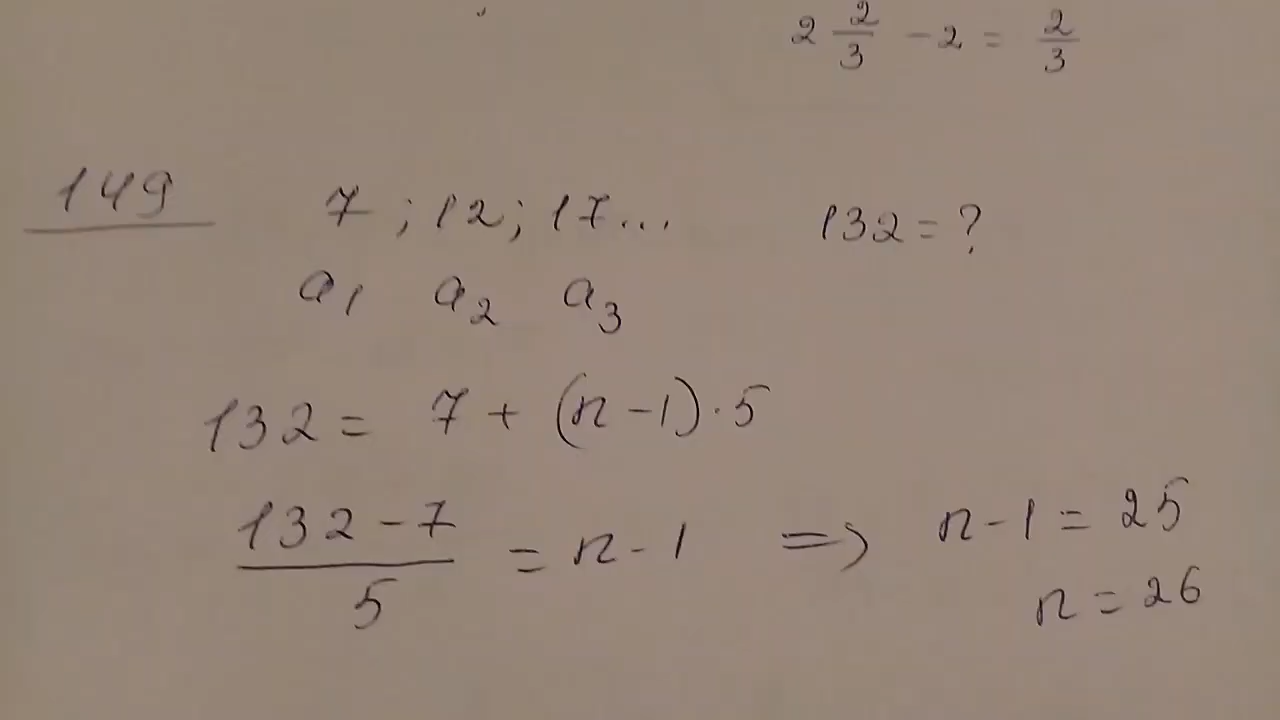 2 2/3 - 2 = 2/3
149 7 ; 12 ; 17 ... 132 = ?
a1 a2 a3
132 = 7 + (n - 1) · 5
(132 - 7)/5 = n - 1 => n - 1 = 25
n = 26